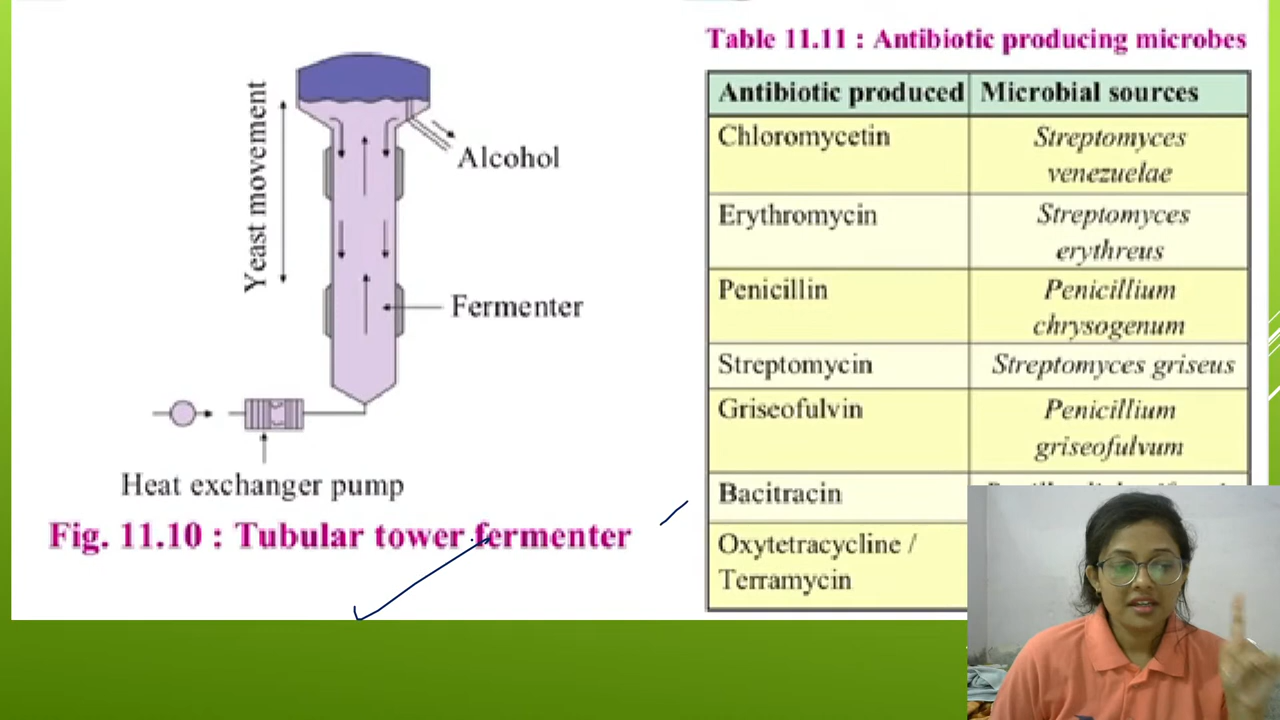 Yeast movement
Alcohol
Fermenter
Heat exchanger pump
Fig. 11.10 : Tubular tower fermenter
Table 11.11 : Antibiotic producing microbes
Antibiotic produced Microbial sources
Chloromycetin Streptomyces
venezuelae
Erythromycin Streptomyces
erythreus
Penicillin Penicillium
chrysogenum
Streptomycin Streptomyces griseus
Griseofulvin Penicillium
griseofulvum
Bacitracin
Oxytetracycline /
Terramycin